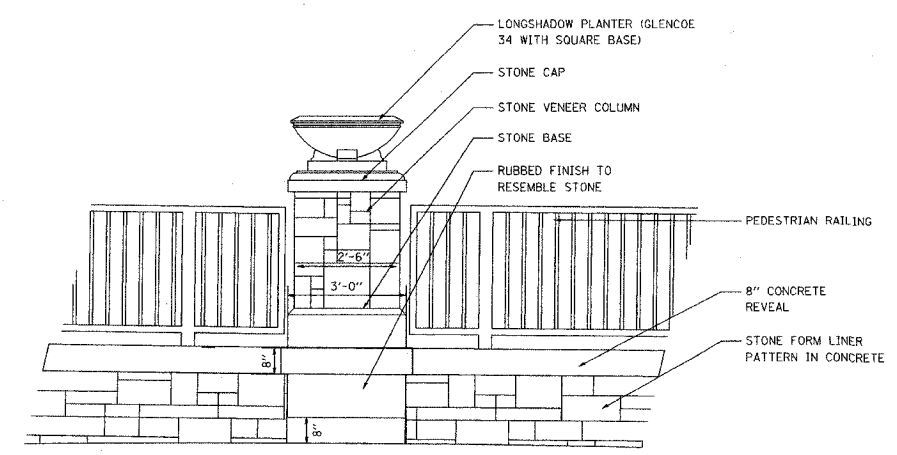 LONGSHADOW PLANTER (GLENCOE
34 WITH SQUARE BASE)
STONE CAP
STONE VENEER COLUMN
STONE BASE
RUBBED FINISH TO
RESEMBLE STONE
PEDESTRIAN RAILING
2'-6"
3'-0"
8" CONCRETE
REVEAL
STONE FORM LINER
PATTERN IN CONCRETE
8"
8"